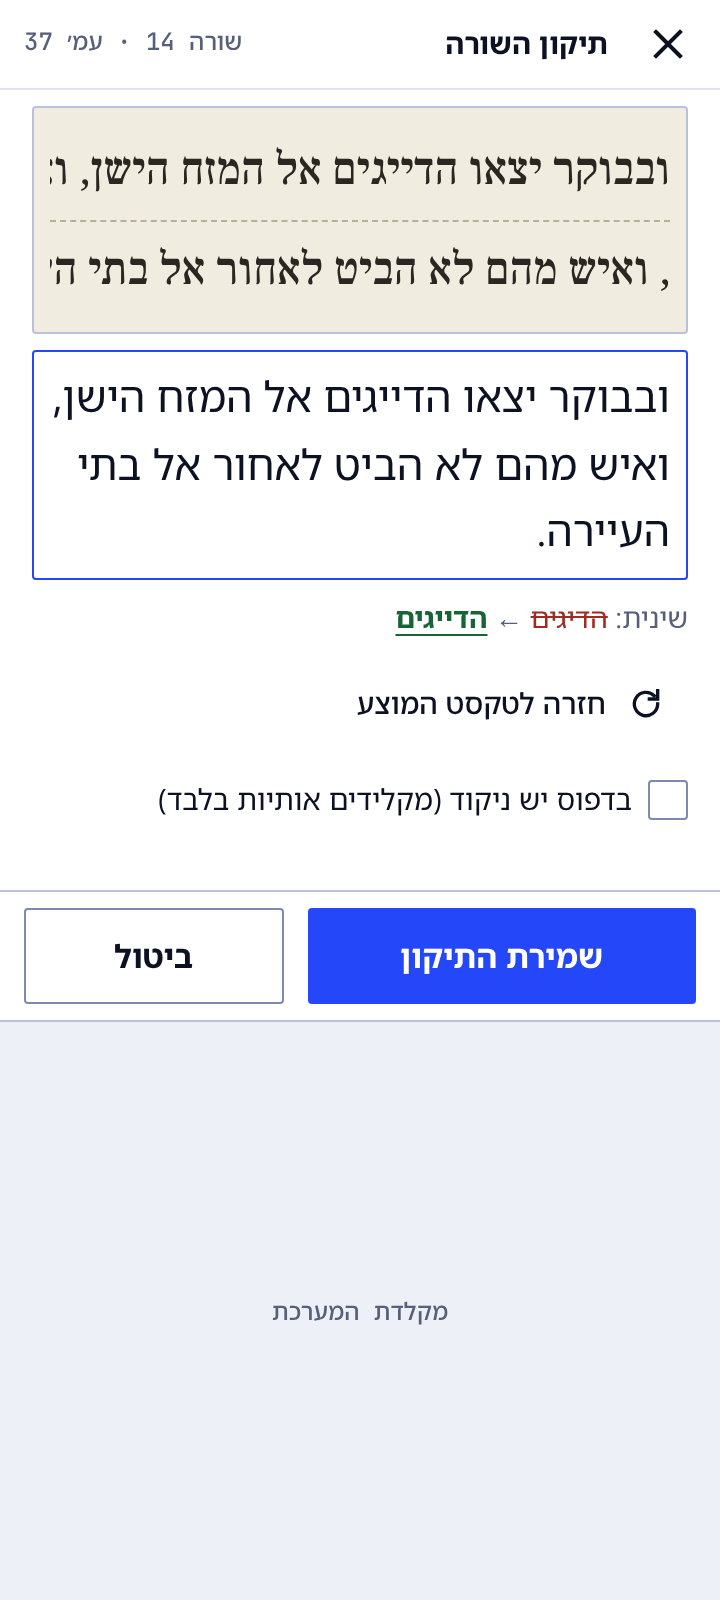 תיקון השורה
שורה 14 · עמ׳ 37
ובבוקר יצאו הדייגים אל המזח הישן,
, ואיש מהם לא הביט לאחור אל בתי
ובבוקר יצאו הדייגים אל המזח הישן,
ואיש מהם לא הביט לאחור אל בתי
העיירה.
שינית: הדיגים ← הדייגים
חזרה לטקסט המוצע
בדפוס יש ניקוד (מקלידים אותיות בלבד)
שמירת התיקון
ביטול
מקלדת המערכת